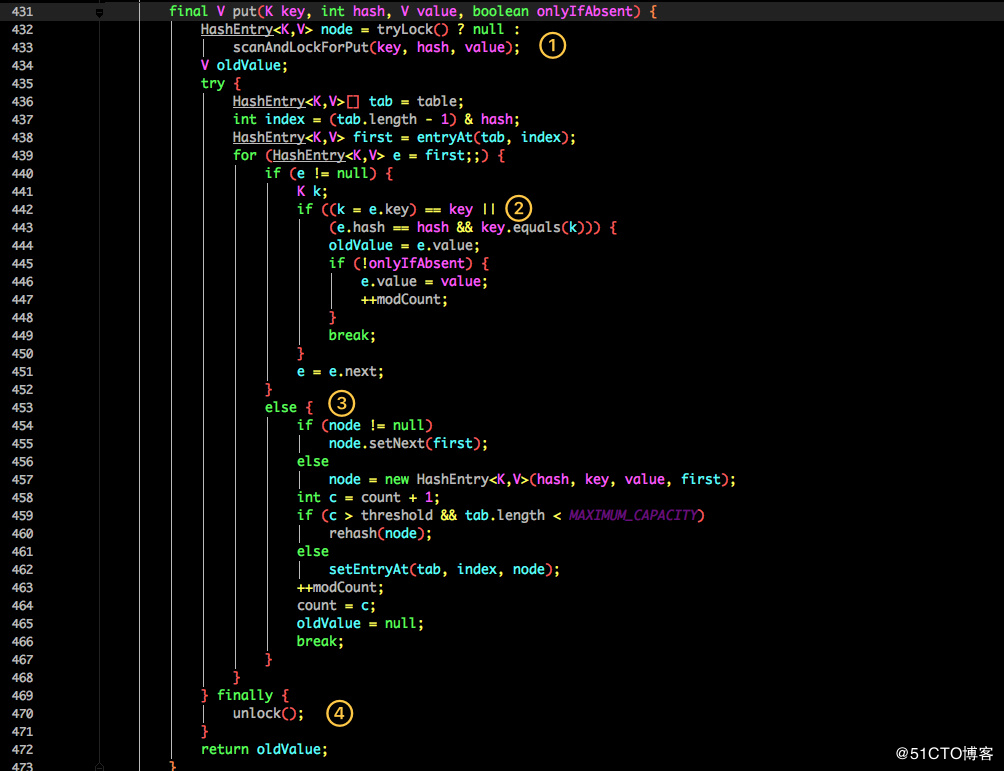 431 final V put(K key, int hash, V value, boolean onlyIfAbsent) {
432 HashEntry<K,V> node = tryLock() ? null :
433 scanAndLockForPut(key, hash, value); ①
434 V oldValue;
435 try {
436 HashEntry<K,V>[] tab = table;
437 int index = (tab.length - 1) & hash;
438 HashEntry<K,V> first = entryAt(tab, index);
439 for (HashEntry<K,V> e = first;;) {
440 if (e != null) {
441 K k;
442 if ((k = e.key) == key || ②
443 (e.hash == hash && key.equals(k))) {
444 oldValue = e.value;
445 if (!onlyIfAbsent) {
446 e.value = value;
447 ++modCount;
448 }
449 break;
450 }
451 e = e.next;
452 }
453 else { ③
454 if (node != null)
455 node.setNext(first);
456 else
457 node = new HashEntry<K,V>(hash, key, value, first);
458 int c = count + 1;
459 if (c > threshold && tab.length < MAXIMUM_CAPACITY)
460 rehash(node);
461 else
462 setEntryAt(tab, index, node);
463 ++modCount;
464 count = c;
465 oldValue = null;
466 break;
467 }
468 }
469 } finally {
470 unlock(); ④
471 }
472 return oldValue;
473 }
@51CTO博客